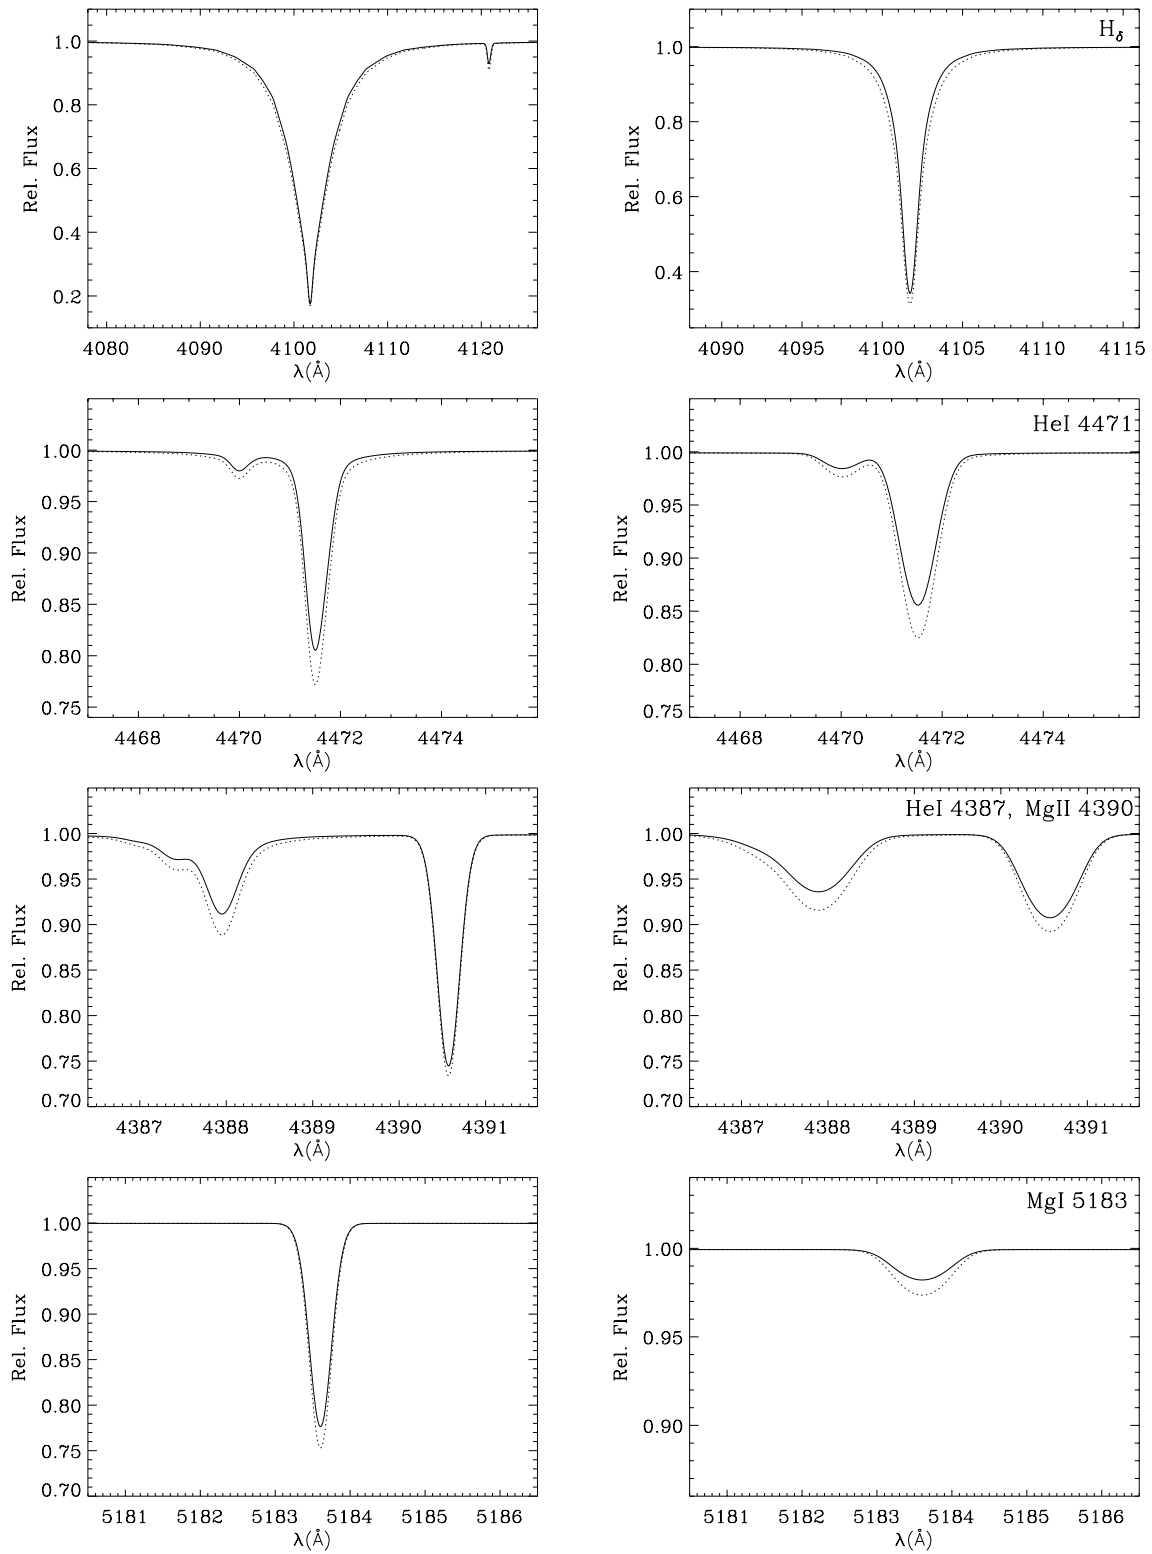 1.0
0.8
0.6
0.4
0.2
Rel. Flux
4080 4090 4100 4110 4120
λ(Å)
Hδ
1.0
0.8
0.6
0.4
Rel. Flux
4090 4095 4100 4105 4110 4115
λ(Å)
1.00
0.95
0.90
0.85
0.80
0.75
Rel. Flux
4468 4470 4472 4474
λ(Å)
HeI 4471
1.00
0.95
0.90
0.85
0.80
0.75
Rel. Flux
4468 4470 4472 4474
λ(Å)
1.00
0.95
0.90
0.85
0.80
0.75
0.70
Rel. Flux
4387 4388 4389 4390 4391
λ(Å)
HeI 4387, MgII 4390
1.00
0.95
0.90
0.85
0.80
0.75
0.70
Rel. Flux
4387 4388 4389 4390 4391
λ(Å)
1.00
0.95
0.90
0.85
0.80
0.75
0.70
Rel. Flux
5181 5182 5183 5184 5185 5186
λ(Å)
MgI 5183
1.00
0.95
0.90
Rel. Flux
5181 5182 5183 5184 5185 5186
λ(Å)